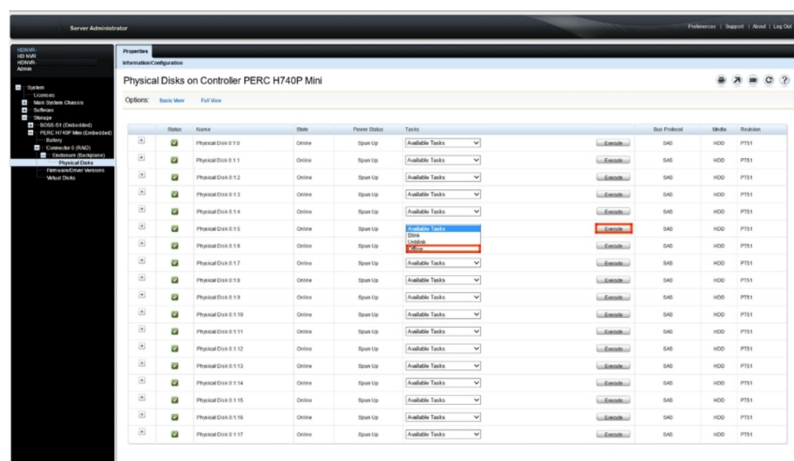 Server Administrator
Preferences | Support | About | Log Out
HDNVR-
HD NVR
HDNVR-
Admin
System
Licenses
Main System Chassis
Software
Storage
BOSS-S1 (Embedded)
PERC H740P Mini (Embedded)
Battery
Connector 0 (RAID)
Enclosure (Backplane)
Physical Disks
Firmware/Driver Versions
Virtual Disks
Properties
Information/Configuration
Physical Disks on Controller PERC H740P Mini
Options: Basic View Full View
Status Name State Power Status Tasks Bus Protocol Media Revision
Physical Disk 0:1:0 Online Spun Up Available Tasks Execute SAS HDD PT51
Physical Disk 0:1:1 Online Spun Up Available Tasks Execute SAS HDD PT51
Physical Disk 0:1:2 Online Spun Up Available Tasks Execute SAS HDD PT51
Physical Disk 0:1:3 Online Spun Up Available Tasks Execute SAS HDD PT51
Physical Disk 0:1:4 Online Spun Up Available Tasks Execute SAS HDD PT51
Physical Disk 0:1:5 Online Spun Up Available Tasks Execute SAS HDD PT51
Blink
Unblink
Offline
Physical Disk 0:1:6 Online Spun Up Execute SAS HDD PT51
Physical Disk 0:1:7 Online Spun Up Available Tasks Execute SAS HDD PT51
Physical Disk 0:1:8 Online Spun Up Available Tasks Execute SAS HDD PT51
Physical Disk 0:1:9 Online Spun Up Available Tasks Execute SAS HDD PT51
Physical Disk 0:1:10 Online Spun Up Available Tasks Execute SAS HDD PT51
Physical Disk 0:1:11 Online Spun Up Available Tasks Execute SAS HDD PT51
Physical Disk 0:1:12 Online Spun Up Available Tasks Execute SAS HDD PT51
Physical Disk 0:1:13 Online Spun Up Available Tasks Execute SAS HDD PT51
Physical Disk 0:1:14 Online Spun Up Available Tasks Execute SAS HDD PT51
Physical Disk 0:1:15 Online Spun Up Available Tasks Execute SAS HDD PT51
Physical Disk 0:1:16 Online Spun Up Available Tasks Execute SAS HDD PT51
Physical Disk 0:1:17 Online Spun Up Available Tasks Execute SAS HDD PT51